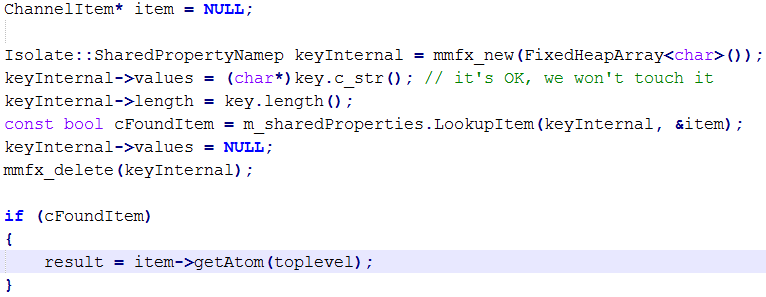 ChannelItem* item = NULL;
Isolate::SharedPropertyNamep keyInternal = mmfx_new(FixedHeapArray<char>());
keyInternal->values = (char*)key.c_str(); // it's OK, we won't touch it
keyInternal->length = key.length();
const bool cFoundItem = m_sharedProperties.LookupItem(keyInternal, &item);
keyInternal->values = NULL;
mmfx_delete(keyInternal);
if (cFoundItem)
{
    result = item->getAtom(toplevel);
}